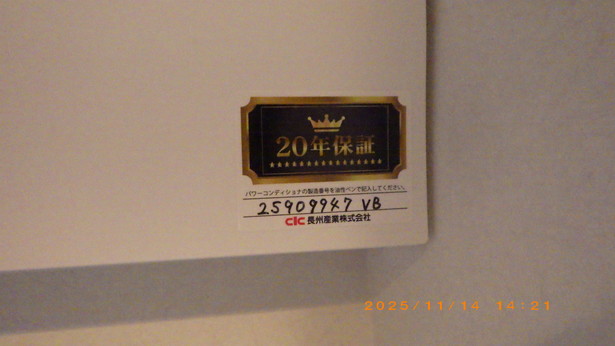 20年保証
パワーコンディショナの製造番号を油性ペンで記入してください。
25909947 VB
CIC 長州産業株式会社
2025/11/14 14:21